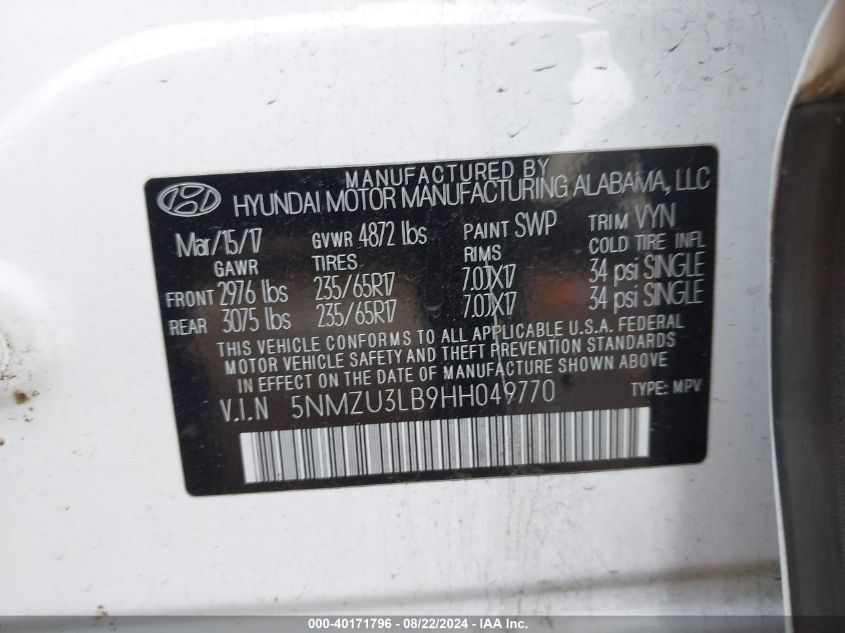 MANUFACTURED BY
HYUNDAI MOTOR MANUFACTURING ALABAMA, LLC
Mar/15/17 GVWR 4872 lbs PAINT SWP TRIM VYN
GAWR TIRES RIMS COLD TIRE INFL
FRONT 2976 lbs 235/65R17 7.0JX17 34 psi SINGLE
REAR 3075 lbs 235/65R17 7.0JX17 34 psi SINGLE
THIS VEHICLE CONFORMS TO ALL APPLICABLE U.S.A. FEDERAL
MOTOR VEHICLE SAFETY AND THEFT PREVENTION STANDARDS
IN EFFECT ON THE DATE OF MANUFACTURE SHOWN ABOVE
V.I.N 5NMZU3LB9HH049770 TYPE: MPV
000-40171796 - 08/22/2024 - IAA Inc.